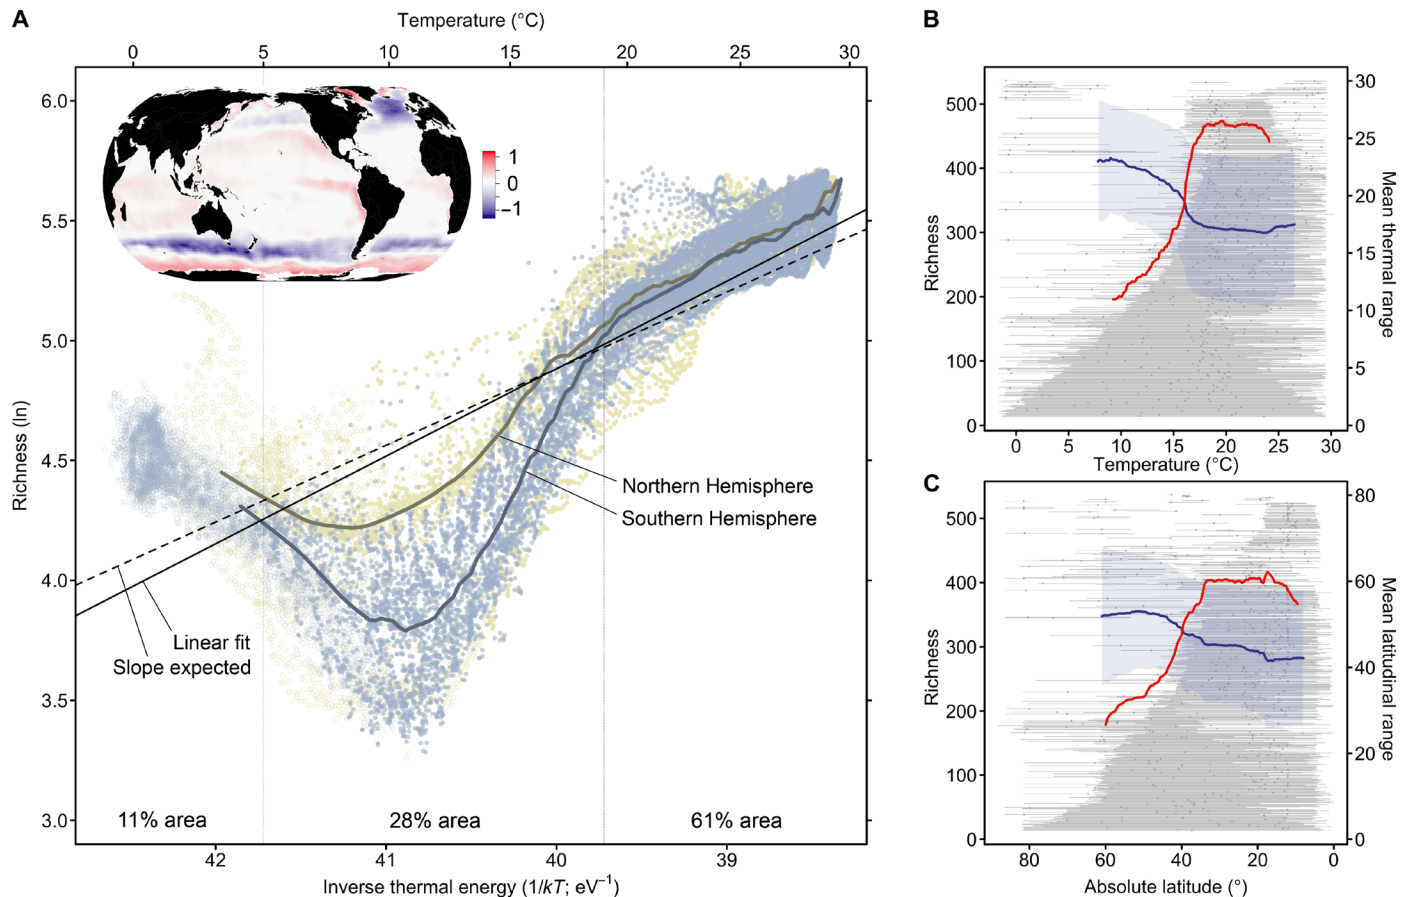 A
Temperature (°C)
0 5 10 15 20 25 30
6.0
5.5
5.0
4.5
4.0
3.5
3.0
Richness (ln)
1
0
−1
Northern Hemisphere
Southern Hemisphere
Linear fit
Slope expected
11% area 28% area 61% area
42 41 40 39
Inverse thermal energy (1/kT; eV−1)
B
500
400
300
200
100
0
Richness
30
25
20
15
10
5
0
Mean thermal range
0 5 10 15 20 25 30
Temperature (°C)
C
500
400
300
200
100
0
Richness
80
60
40
20
0
Mean latitudinal range
80 60 40 20 0
Absolute latitude (°)